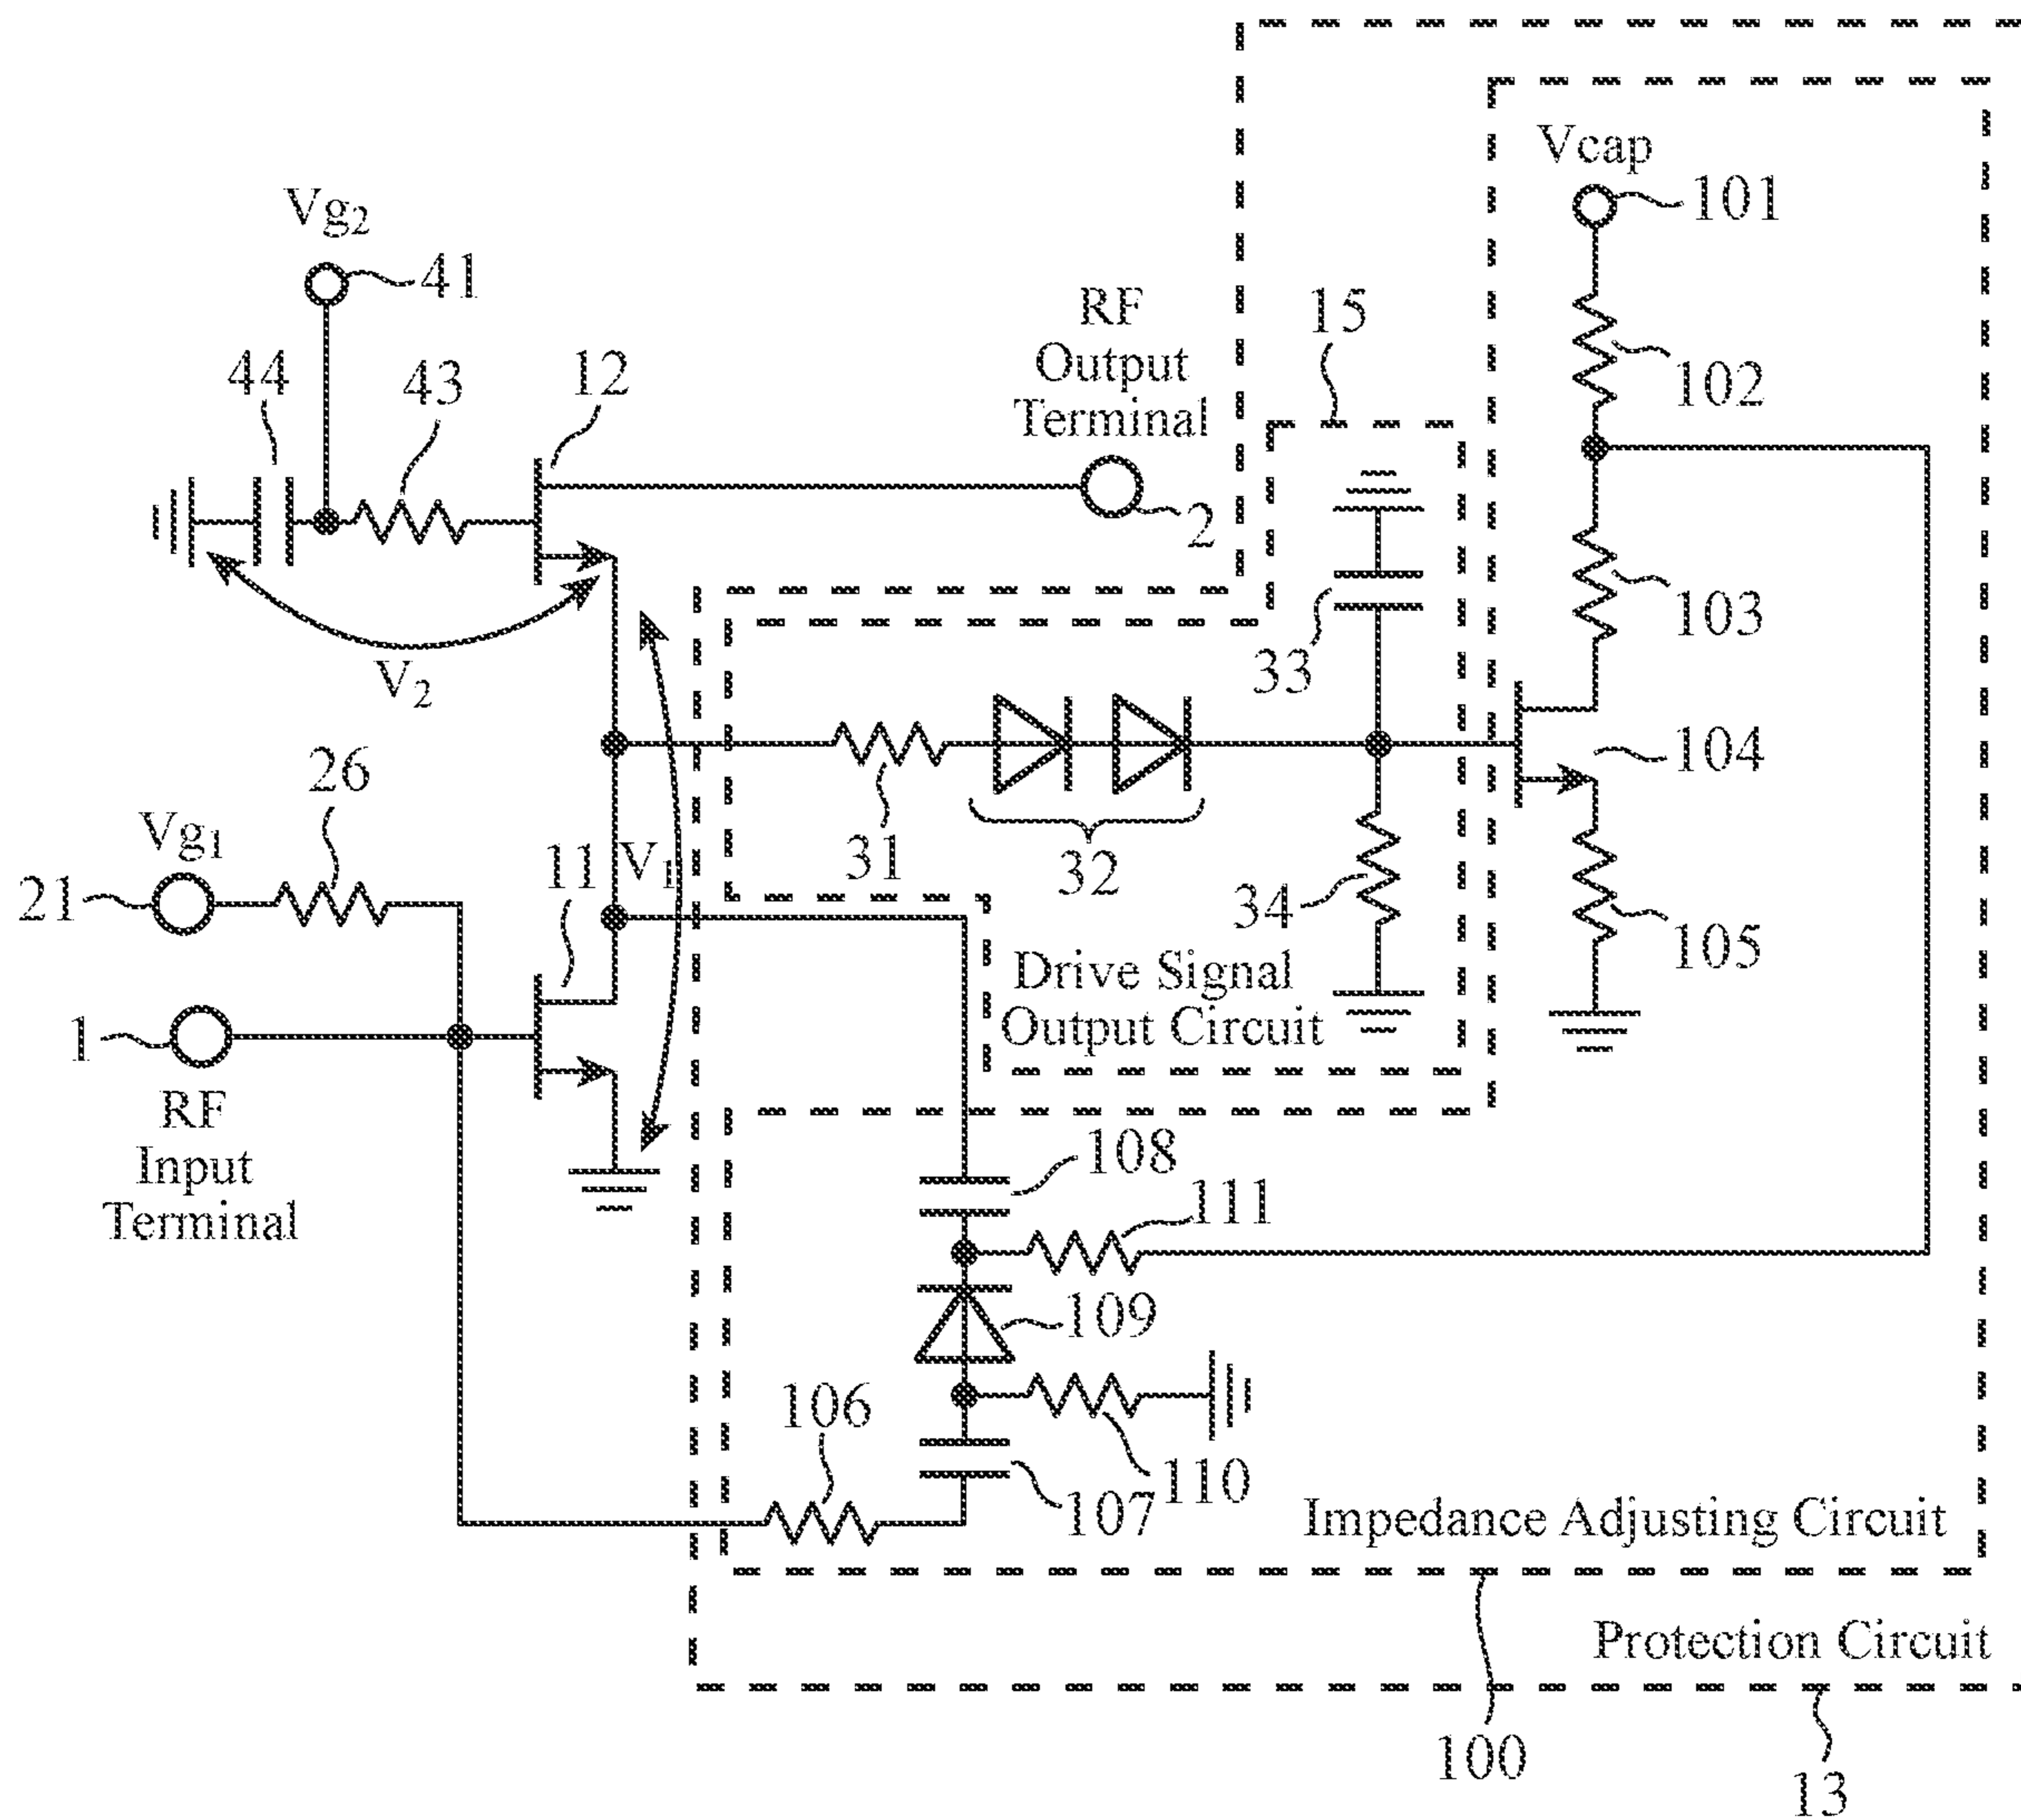 Vcap
101
Vg2
41
RF
Output
Terminal
15
102
44
43
12
2
103
33
V2
26
104
Vg1
11
V1
31
32
34
21
105
Drive Signal
Output Circuit
1
RF
Input
Terminal
108
111
109
106
110
107
Impedance Adjusting Circuit
Protection Circuit
100
13